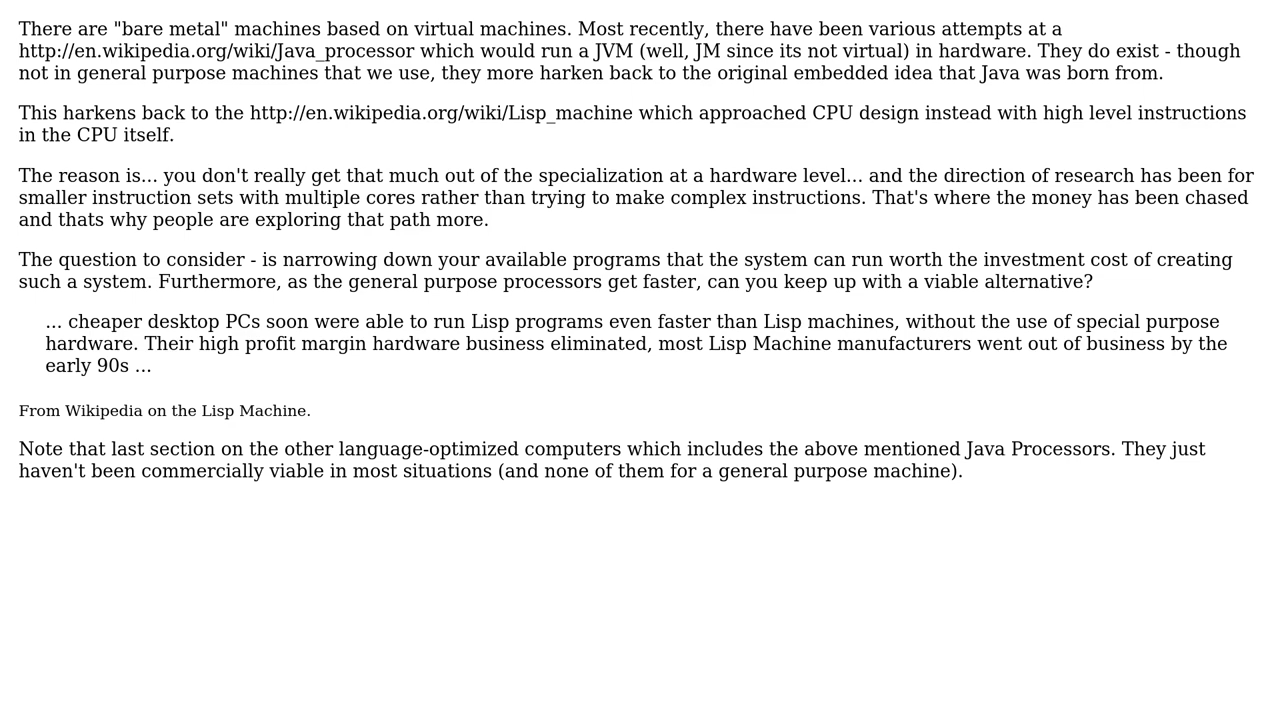 There are "bare metal" machines based on virtual machines. Most recently, there have been various attempts at a
http://en.wikipedia.org/wiki/Java_processor which would run a JVM (well, JM since its not virtual) in hardware. They do exist - though
not in general purpose machines that we use, they more harken back to the original embedded idea that Java was born from.
This harkens back to the http://en.wikipedia.org/wiki/Lisp_machine which approached CPU design instead with high level instructions
in the CPU itself.
The reason is... you don't really get that much out of the specialization at a hardware level... and the direction of research has been for
smaller instruction sets with multiple cores rather than trying to make complex instructions. That's where the money has been chased
and thats why people are exploring that path more.
The question to consider - is narrowing down your available programs that the system can run worth the investment cost of creating
such a system. Furthermore, as the general purpose processors get faster, can you keep up with a viable alternative?
... cheaper desktop PCs soon were able to run Lisp programs even faster than Lisp machines, without the use of special purpose
hardware. Their high profit margin hardware business eliminated, most Lisp Machine manufacturers went out of business by the
early 90s ...
From Wikipedia on the Lisp Machine.
Note that last section on the other language-optimized computers which includes the above mentioned Java Processors. They just
haven't been commercially viable in most situations (and none of them for a general purpose machine).